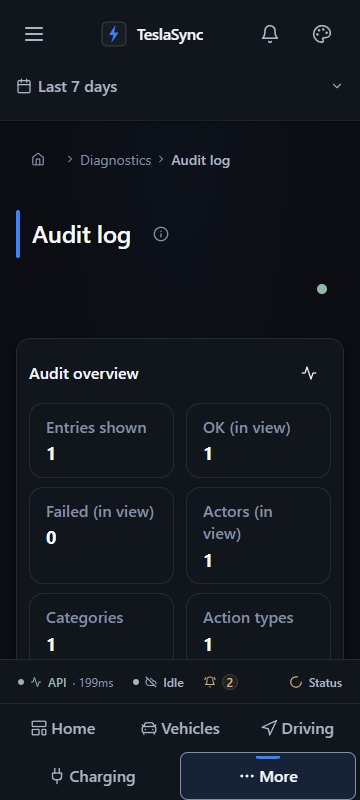 TeslaSync
Last 7 days
Diagnostics > Audit log
Audit log
Audit overview
Entries shown
1
OK (in view)
1
Failed (in view)
0
Actors (in
view)
1
Categories
1
Action types
1
API · 199ms Idle 2 Status
Home Vehicles Driving
Charging More